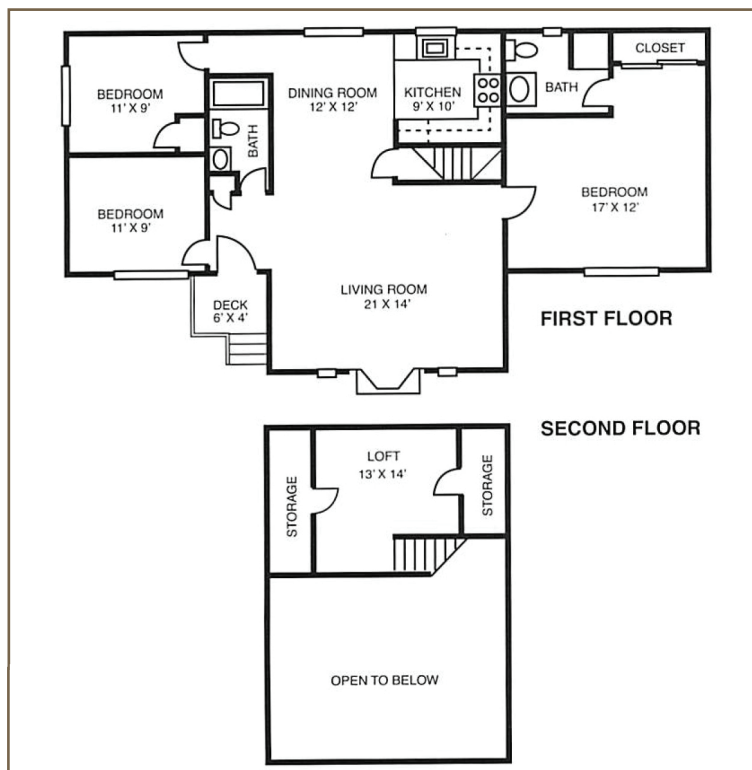 BEDROOM
11' X 9'
DINING ROOM
12' X 12'
KITCHEN
9' X 10'
BATH
CLOSET
BATH
BEDROOM
17' X 12'
BEDROOM
11' X 9'
LIVING ROOM
21 X 14'
DECK
6' X 4'
FIRST FLOOR
SECOND FLOOR
LOFT
13' X 14'
STORAGE
STORAGE
OPEN TO BELOW